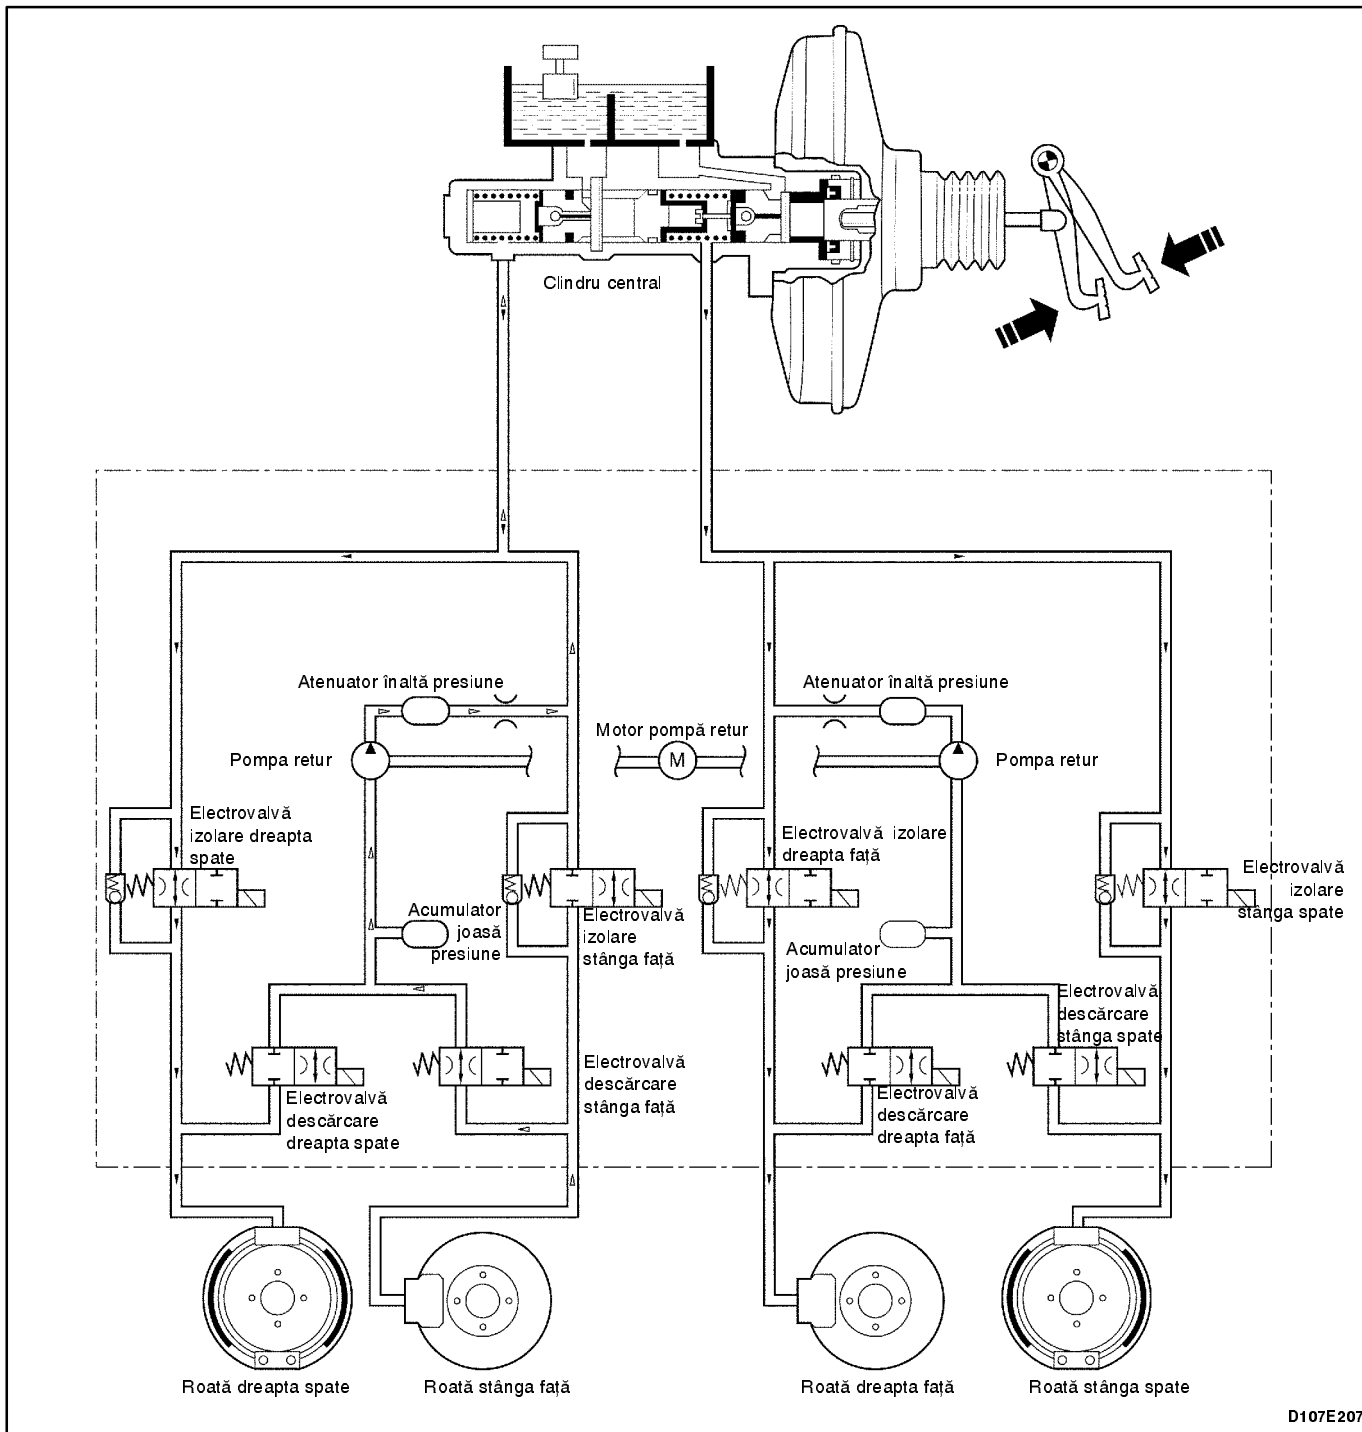 Clindru central
Atenuator înaltă presiune
Atenuator înaltă presiune
Motor pompă retur
Pompa retur
M
Pompa retur
Electrovalvă
izolare dreapta
spate
Electrovalvă izolare
dreapta față
Electrovalvă
izolare
stânga spate
Acumulator
joasă
presiune
Electrovalvă
izolare
stânga față
Acumulator
joasă presiune
Electrovalvă
descărcare
stânga spate
Electrovalvă
descărcare
stânga față
Electrovalvă
descărcare
dreapta spate
Electrovalvă
descărcare
dreapta față
Roată dreapta spate
Roată stânga față
Roată dreapta față
Roată stânga spate
D107E207